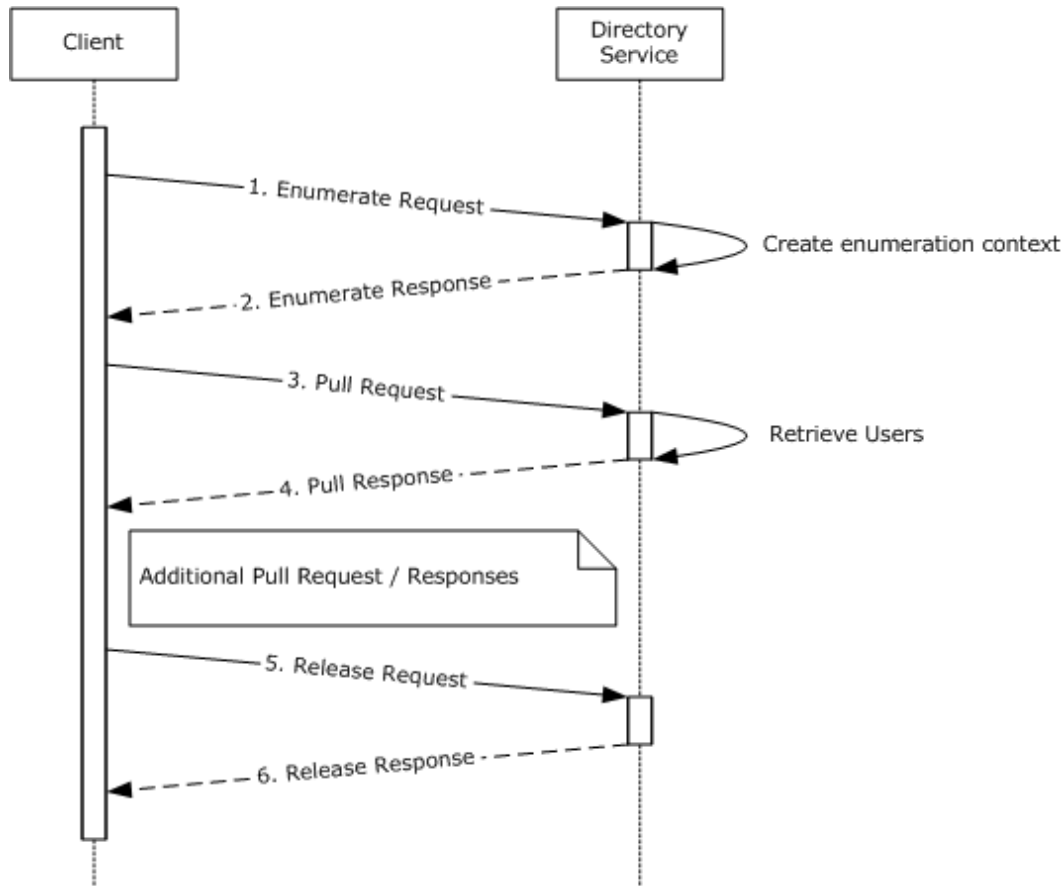 Client
Directory
Service
1. Enumerate Request
Create enumeration context
2. Enumerate Response
3. Pull Request
Retrieve Users
4. Pull Response
Additional Pull Request / Responses
5. Release Request
6. Release Response